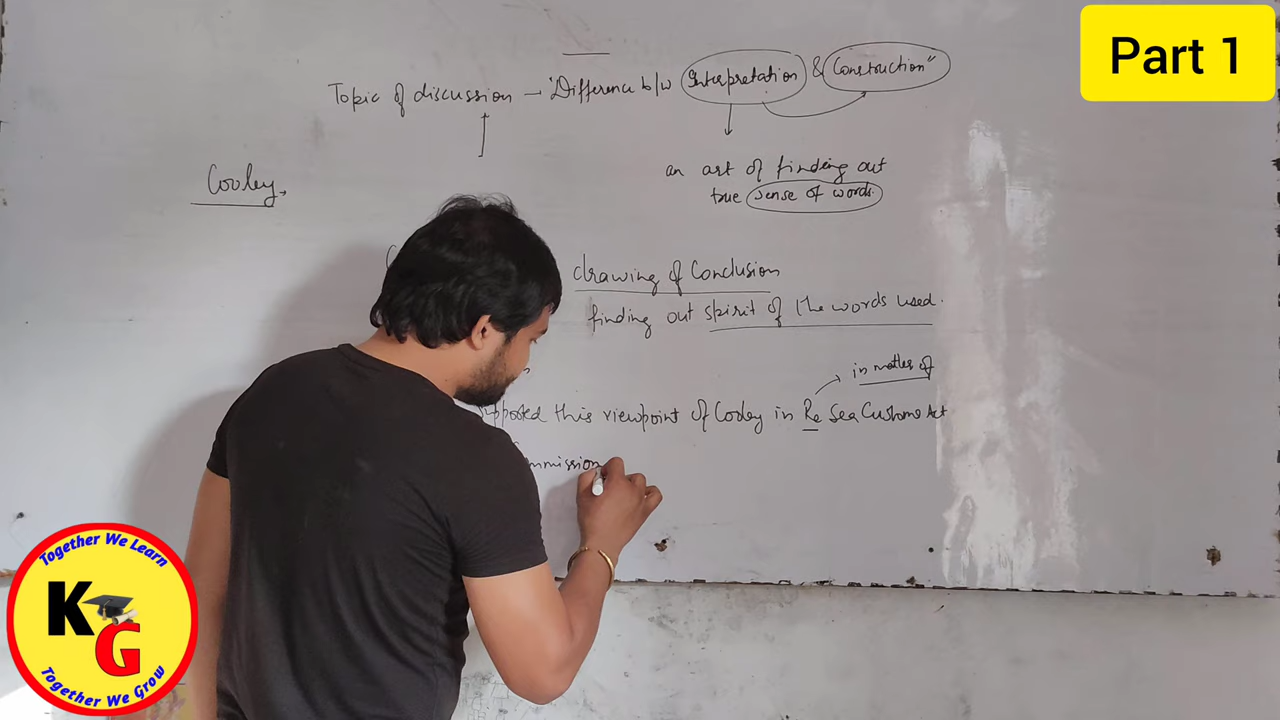 Part 1
Topic of discussion – "Difference b/w Interpretation & Construction"
an art of finding out
true sense of words.
Cooley,
drawing of Conclusion
finding out spirit of the words used.
in matter of
this viewpoint of Cooley in Re Sea Customs Act
Together We Learn
KG
Together We Grow